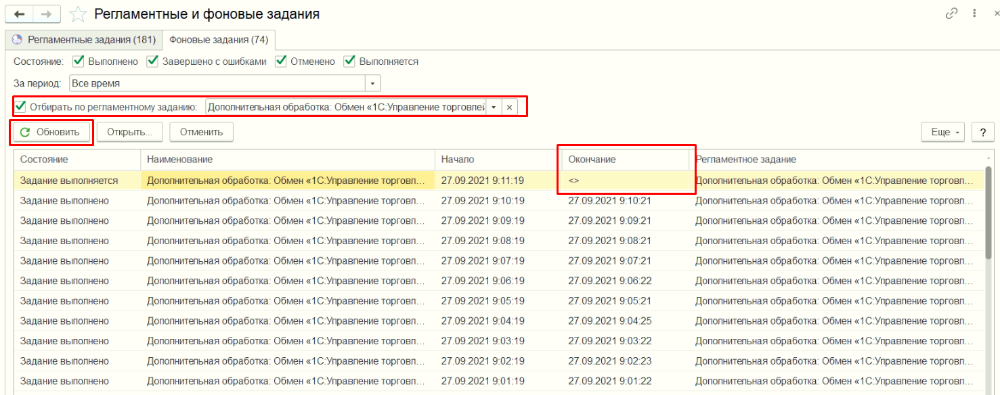 Регламентные и фоновые задания
Регламентные задания (181) Фоновые задания (74)
Состояние: Выполнено Завершено с ошибками Отменено Выполняется
За период: Все время
Отбирать по регламентному заданию: Дополнительная обработка: Обмен «1С:Управление торговлей
Обновить Открыть... Отменить Еще ?
Состояние Наименование Начало Окончание Регламентное задание
Задание выполняется Дополнительная обработка: Обмен «1С:Управление торговл... 27.09.2021 9:11:19 <> Дополнительная обработка: Обмен «1С:Управление торговл...
Задание выполнено Дополнительная обработка: Обмен «1С:Управление торговл... 27.09.2021 9:10:19 27.09.2021 9:10:21 Дополнительная обработка: Обмен «1С:Управление торговл...
Задание выполнено Дополнительная обработка: Обмен «1С:Управление торговл... 27.09.2021 9:09:19 27.09.2021 9:09:21 Дополнительная обработка: Обмен «1С:Управление торговл...
Задание выполнено Дополнительная обработка: Обмен «1С:Управление торговл... 27.09.2021 9:08:19 27.09.2021 9:08:21 Дополнительная обработка: Обмен «1С:Управление торговл...
Задание выполнено Дополнительная обработка: Обмен «1С:Управление торговл... 27.09.2021 9:07:19 27.09.2021 9:07:21 Дополнительная обработка: Обмен «1С:Управление торговл...
Задание выполнено Дополнительная обработка: Обмен «1С:Управление торговл... 27.09.2021 9:06:19 27.09.2021 9:06:22 Дополнительная обработка: Обмен «1С:Управление торговл...
Задание выполнено Дополнительная обработка: Обмен «1С:Управление торговл... 27.09.2021 9:05:19 27.09.2021 9:05:21 Дополнительная обработка: Обмен «1С:Управление торговл...
Задание выполнено Дополнительная обработка: Обмен «1С:Управление торговл... 27.09.2021 9:04:19 27.09.2021 9:04:25 Дополнительная обработка: Обмен «1С:Управление торговл...
Задание выполнено Дополнительная обработка: Обмен «1С:Управление торговл... 27.09.2021 9:03:19 27.09.2021 9:03:22 Дополнительная обработка: Обмен «1С:Управление торговл...
Задание выполнено Дополнительная обработка: Обмен «1С:Управление торговл... 27.09.2021 9:02:19 27.09.2021 9:02:23 Дополнительная обработка: Обмен «1С:Управление торговл...
Задание выполнено Дополнительная обработка: Обмен «1С:Управление торговл... 27.09.2021 9:01:19 27.09.2021 9:01:22 Дополнительная обработка: Обмен «1С:Управление торговл...